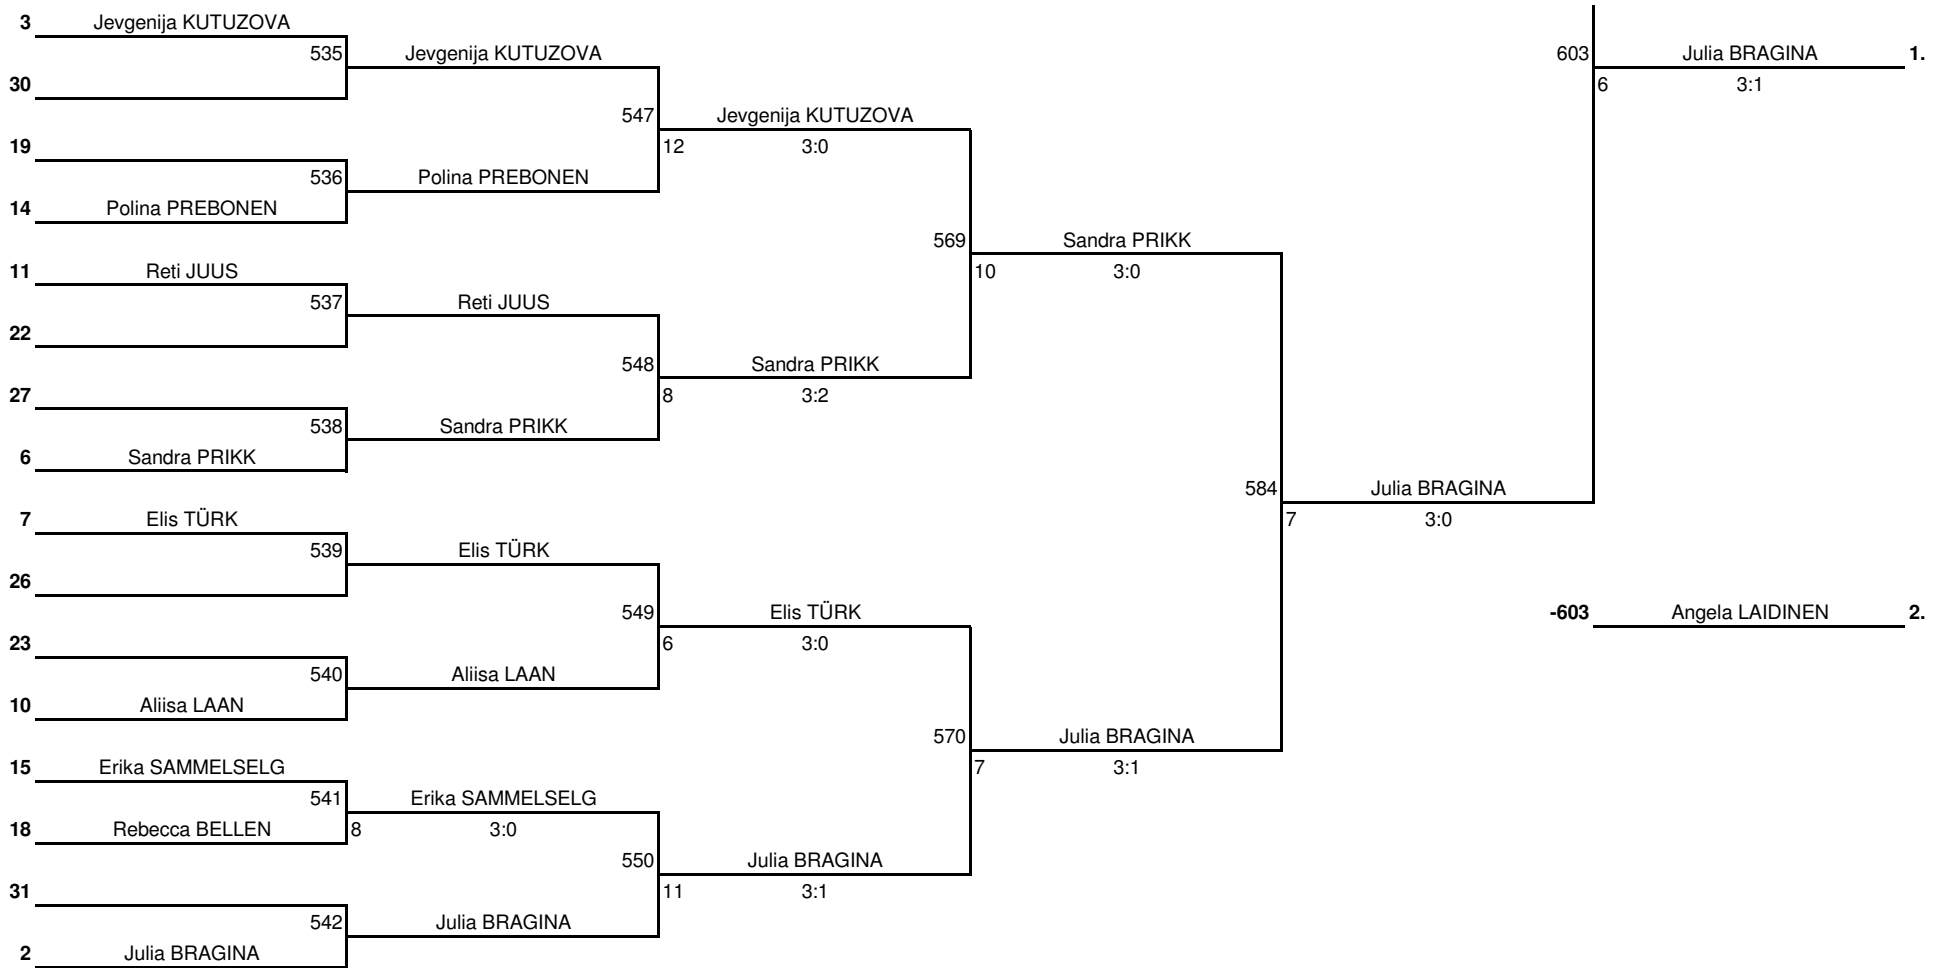 3 Jevgenija KUTUZOVA
535 Jevgenija KUTUZOVA
603 Julia BRAGINA 1.
30
6 3:1
547 Jevgenija KUTUZOVA
19
12 3:0
536 Polina PREBONEN
14 Polina PREBONEN
569 Sandra PRIKK
11 Reti JUUS
10 3:0
537 Reti JUUS
22
548 Sandra PRIKK
27
8 3:2
538 Sandra PRIKK
6 Sandra PRIKK
584 Julia BRAGINA
7 Elis TÜRK
7 3:0
539 Elis TÜRK
26
549 Elis TÜRK
-603 Angela LAIDINEN 2.
23
6 3:0
540 Aliisa LAAN
10 Aliisa LAAN
570 Julia BRAGINA
15 Erika SAMMELSELG
7 3:1
541 Erika SAMMELSELG
18 Rebecca BELLEN
8 3:0
550 Julia BRAGINA
31
11 3:1
542 Julia BRAGINA
2 Julia BRAGINA